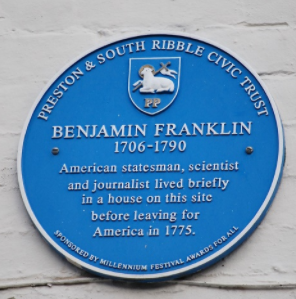 PRESTON & SOUTH RIBBLE CIVIC TRUST
PP
BENJAMIN FRANKLIN
1706-1790
American statesman, scientist
and journalist lived briefly
in a house on this site
before leaving for
America in 1775.
SPONSORED BY MILLENNIUM FESTIVAL AWARDS FOR ALL